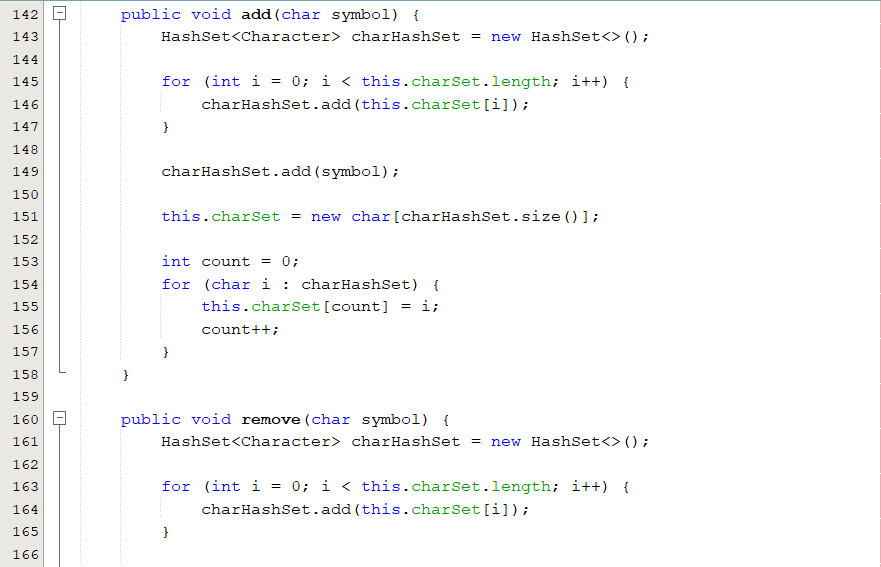 142 public void add(char symbol) {
143 HashSet<Character> charHashSet = new HashSet<>();
144
145 for (int i = 0; i < this.charSet.length; i++) {
146 charHashSet.add(this.charSet[i]);
147 }
148
149 charHashSet.add(symbol);
150
151 this.charSet = new char[charHashSet.size()];
152
153 int count = 0;
154 for (char i : charHashSet) {
155 this.charSet[count] = i;
156 count++;
157 }
158 }
159
160 public void remove(char symbol) {
161 HashSet<Character> charHashSet = new HashSet<>();
162
163 for (int i = 0; i < this.charSet.length; i++) {
164 charHashSet.add(this.charSet[i]);
165 }
166